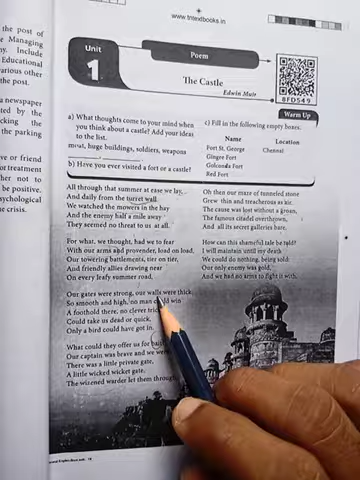 www.tntextbooks.in
the post of
e Managing
ny. Include
Educational
arious other
the post.
a newspaper
ted by the
cking the
the parking
ve or friend
or treatment
her not to
be positive.
sychological
e crisis.
Unit
1
Poem
The Castle
Edwin Muir
8FD549
Warm Up
a) What thoughts come to your mind when
you think about a castle? Add your ideas
to the list.
moat, huge buildings, soldiers, weapons
b) Have you ever visited a fort or a castle?
c) Fill in the following empty boxes.
Name Location
Fort St. George Chennai
Gingee Fort
Golconda Fort
Red Fort
All through that summer at ease we lay,
And daily from the turret wall
We watched the mowers in the hay
And the enemy half a mile away
They seemed no threat to us at all.
For what, we thought, had we to fear
With our arms and provender, load on load,
Our towering battlements, tier on tier,
And friendly allies drawing near
On every leafy summer road.
Our gates were strong, our walls were thick,
So smooth and high, no man could win
A foothold there, no clever trick
Could take us dead or quick,
Only a bird could have got in.
What could they offer us for bait?
Our captain was brave and we were
There was a little private gate,
A little wicked wicket gate.
The wizened warder let them through.
Oh then our maze of tunneled stone
Grew thin and treacherous as air.
The cause was lost without a groan,
The famous citadel overthrown,
And all its secret galleries bare.
How can this shameful tale be told?
I will maintain until my death
We could do nothing, being sold:
Our only enemy was gold,
And we had no arms to fight it with.